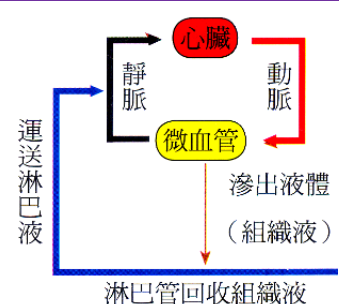 心臟
靜脈
動脈
微血管
運送淋巴液
滲出液體
（組織液）
淋巴管回收組織液